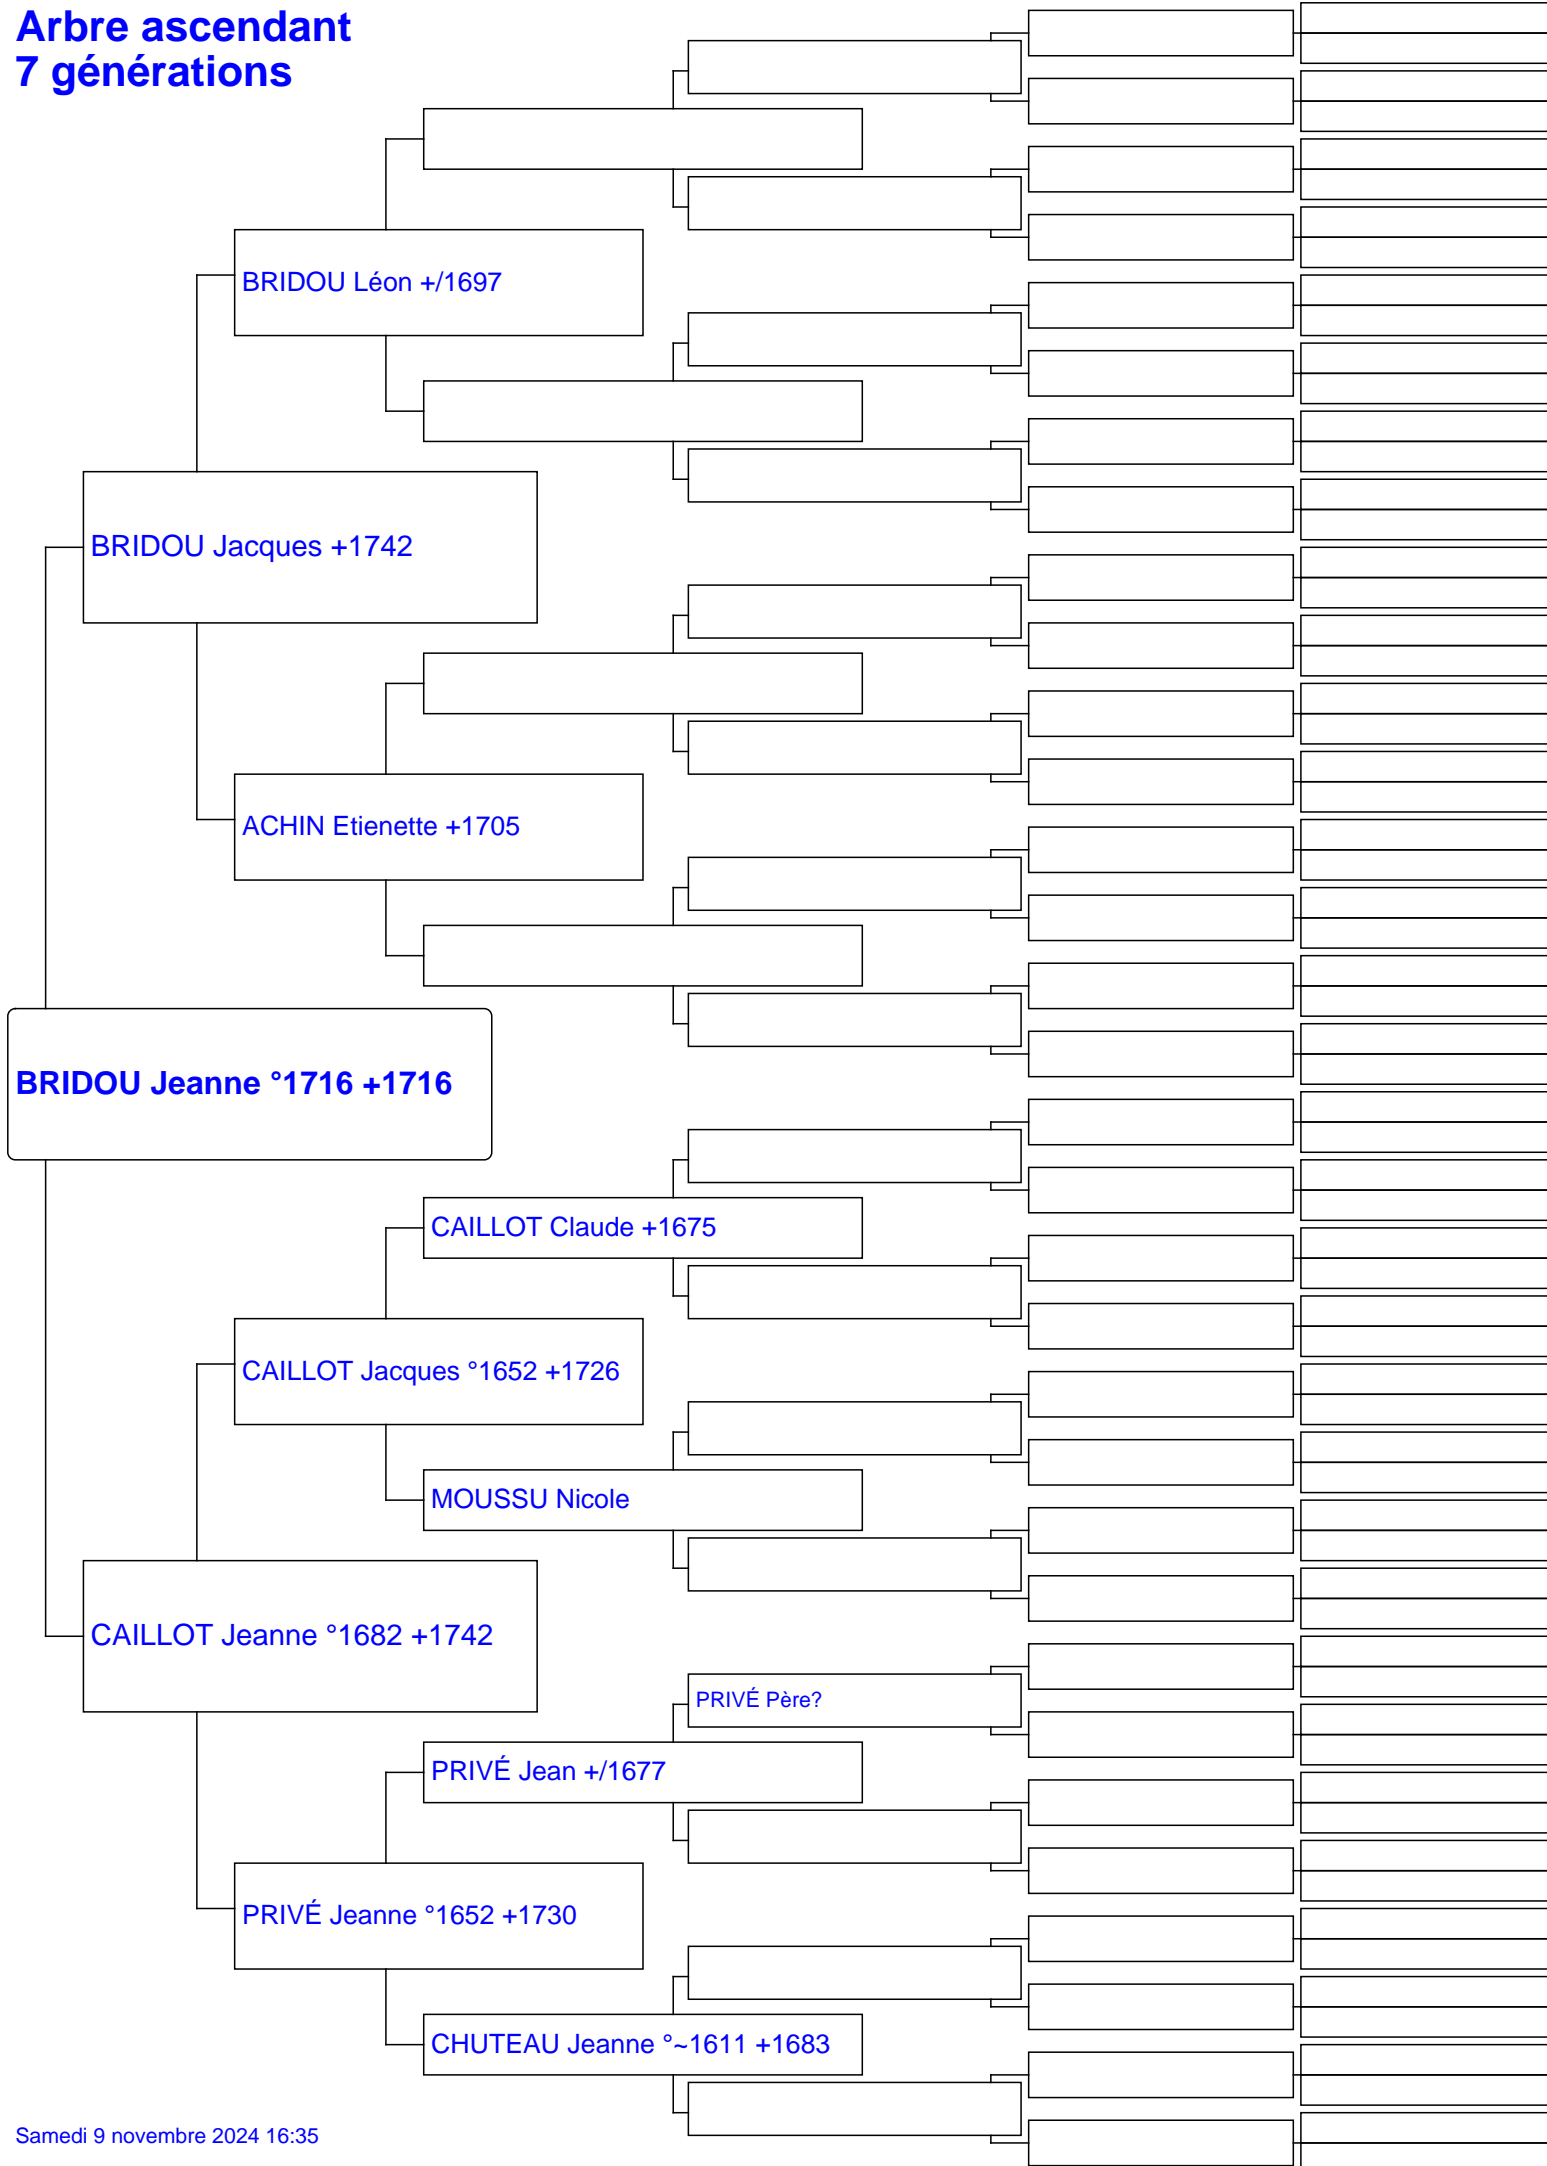 Arbre ascendant
7 générations
BRIDOU Léon +/1697
BRIDOU Jacques +1742
ACHIN Etienette +1705
BRIDOU Jeanne °1716 +1716
CAILLOT Claude +1675
CAILLOT Jacques °1652 +1726
MOUSSU Nicole
CAILLOT Jeanne °1682 +1742
PRIVÉ Père?
PRIVÉ Jean +/1677
PRIVÉ Jeanne °1652 +1730
CHUTEAU Jeanne °~1611 +1683
Samedi 9 novembre 2024 16:35